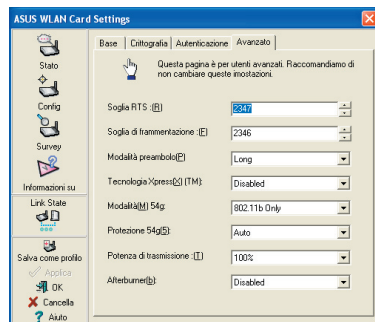 ASUS WLAN Card Settings
Stato
Config
Survey
Informazioni su
Link State
Salva come profilo
Applica
OK
Cancella
Aiuto
Base Crittografia Autenticazione Avanzato
Questa pagina è per utenti avanzati. Raccomandiamo di
non cambiare queste imostazioni.
Soglia RTS :(R) 2347
Soglia di frammentazione :(F) 2346
Modalità preambolo(P) Long
Tecnologia Xpress(X) (TM): Disabled
Modalità(M) 54g: 802.11b Only
Protezione 54g(5): Auto
Potenza di trasmissione :(T) 100%
Afterburner(b): Disabled